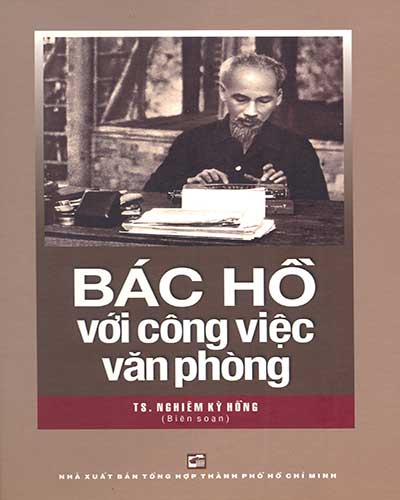 BÁC HỒ
với công việc
văn phòng
TS. NGHIÊM KỲ HỒNG
(Biên soạn)
NHÀ XUẤT BẢN TỔNG HỢP THÀNH PHỐ HỒ CHÍ MINH